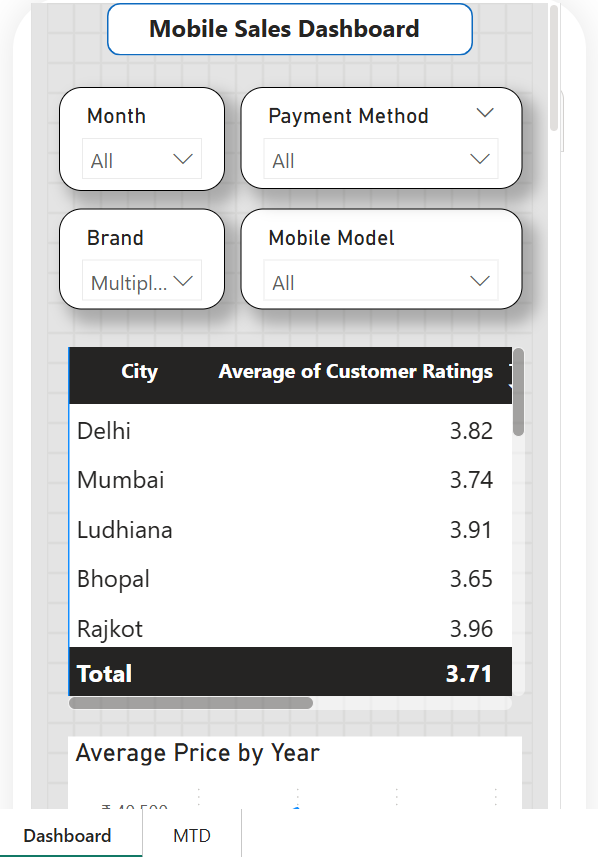 Mobile Sales Dashboard
Month
All
Payment Method
All
Brand
Multipl...
Mobile Model
All
City Average of Customer Ratings
Delhi 3.82
Mumbai 3.74
Ludhiana 3.91
Bhopal 3.65
Rajkot 3.96
Total 3.71
Average Price by Year
Dashboard MTD